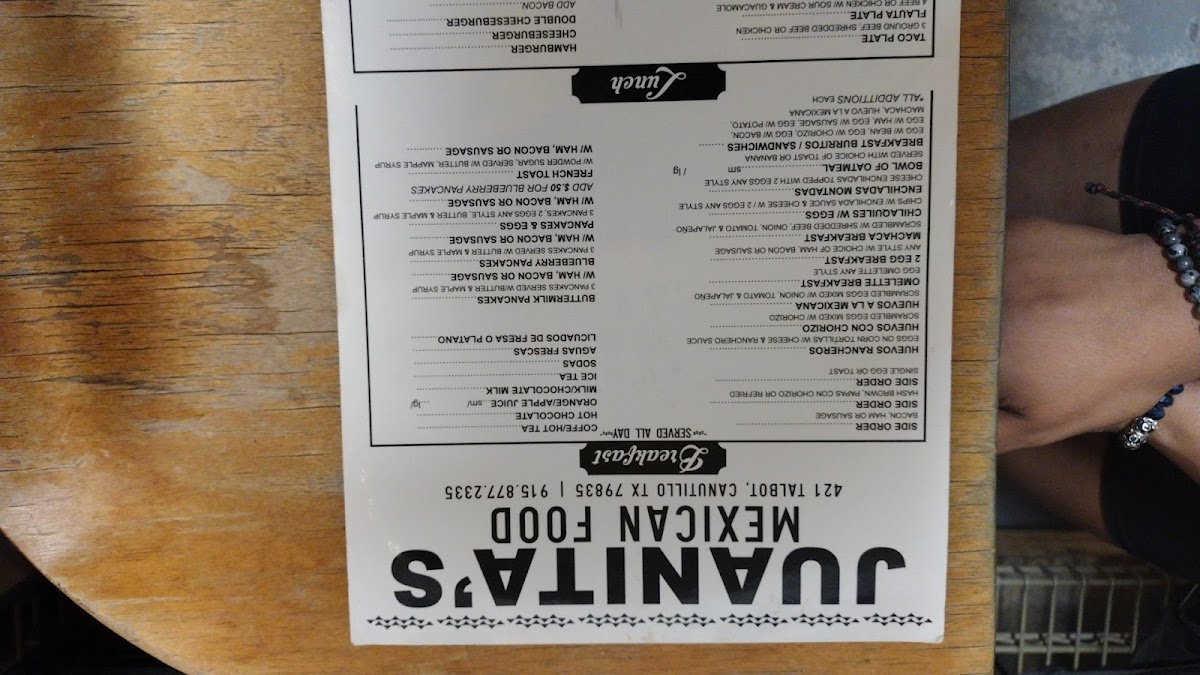 JUANITA'S
MEXICAN FOOD
421 TALBOT, CANUTILLO TX 79835 | 915.877.2335
Breakfast
*SERVED ALL DAY*
SIDE ORDER
BACON, HAM OR SAUSAGE
SIDE ORDER
HASH BROWN, PAPAS CON CHORIZO OR REFRIED
SIDE ORDER
SINGLE EGG OR TOAST
HUEVOS RANCHEROS
EGGS ON CORN TORTILLAS W/ CHEESE & RANCHERO SAUCE
HUEVOS CON CHORIZO
SCRAMBLED EGGS MIXED W/ CHORIZO
HUEVOS A LA MEXICANA
SCRAMBLED EGGS MIXED W/ ONION, TOMATO & JALAPEÑO
OMELETTE BREAKFAST
EGG OMELETTE ANY STYLE
2 EGG BREAKFAST
ANY STYLE W/ CHOICE OF HAM, BACON OR SAUSAGE
MACHACA BREAKFAST
SCRAMBLED W/ SHREDDED BEEF, ONION, TOMATO & JALAPEÑO
CHILAQUILES W/ EGGS
CHIPS W/ ENCHILADA SAUCE & CHEESE W / 2 EGGS ANY STYLE
ENCHILADAS MONTADAS
CHEESE ENCHILADAS TOPPED WITH 2 EGGS ANY STYLE
BOWL OF OATMEAL sm / lg
SERVED WITH CHOICE OF TOAST OR BANANA
BREAKFAST BURRITOS / SANDWICHES
EGG W/ BEAN, EGG W/ CHORIZO, EGG W/ BACON,
EGG W/ HAM, EGG W/ SAUSAGE, EGG W/ POTATO,
MACHACA, HUEVO A LA MEXICANA
*ALL ADDITIONS EACH
COFFE/HOT TEA
HOT CHOCOLATE
ORANGE/APPLE JUICE sm/ lg/
MILK/CHOCOLATE MILK
ICE TEA
SODAS
AGUAS FRESCAS
LICUADOS DE FRESA O PLATANO
BUTTERMILK PANCAKES
3 PANCAKES SERVED W/BUTTER & MAPLE SYRUP
W/ HAM, BACON OR SAUSAGE
BLUEBERRY PANCAKES
3 PANCAKES SERVED W/ BUTTER & MAPLE SYRUP
W/ HAM, BACON OR SAUSAGE
PANCAKES & EGGS
3 PANCAKES, 2 EGGS ANY STYLE, BUTTER & MAPLE SYRUP
W/ HAM, BACON OR SAUSAGE
ADD $.50 FOR BLUEBERRY PANCAKES
FRENCH TOAST
W/ POWDER SUGAR, SERVED W/ BUTTER, MAPPLE SYRUP
W/ HAM, BACON OR SAUSAGE
Lunch
TACO PLATE
3 GROUND BEEF, SHREDDED BEEF OR CHICKEN
FLAUTA PLATE
4 BEEF OR CHICKEN W/ SOUR CREAM & GUACAMOLE
HAMBURGER
CHEESEBURGER
DOUBLE CHEESEBURGER
ADD BACON